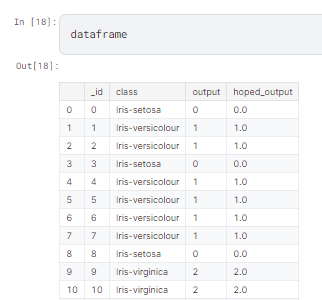 In [18]:
dataframe
Out[18]:
_id class output hoped_output
0 0 Iris-setosa 0 0.0
1 1 Iris-versicolour 1 1.0
2 2 Iris-versicolour 1 1.0
3 3 Iris-setosa 0 0.0
4 4 Iris-versicolour 1 1.0
5 5 Iris-versicolour 1 1.0
6 6 Iris-versicolour 1 1.0
7 7 Iris-versicolour 1 1.0
8 8 Iris-setosa 0 0.0
9 9 Iris-virginica 2 2.0
10 10 Iris-virginica 2 2.0